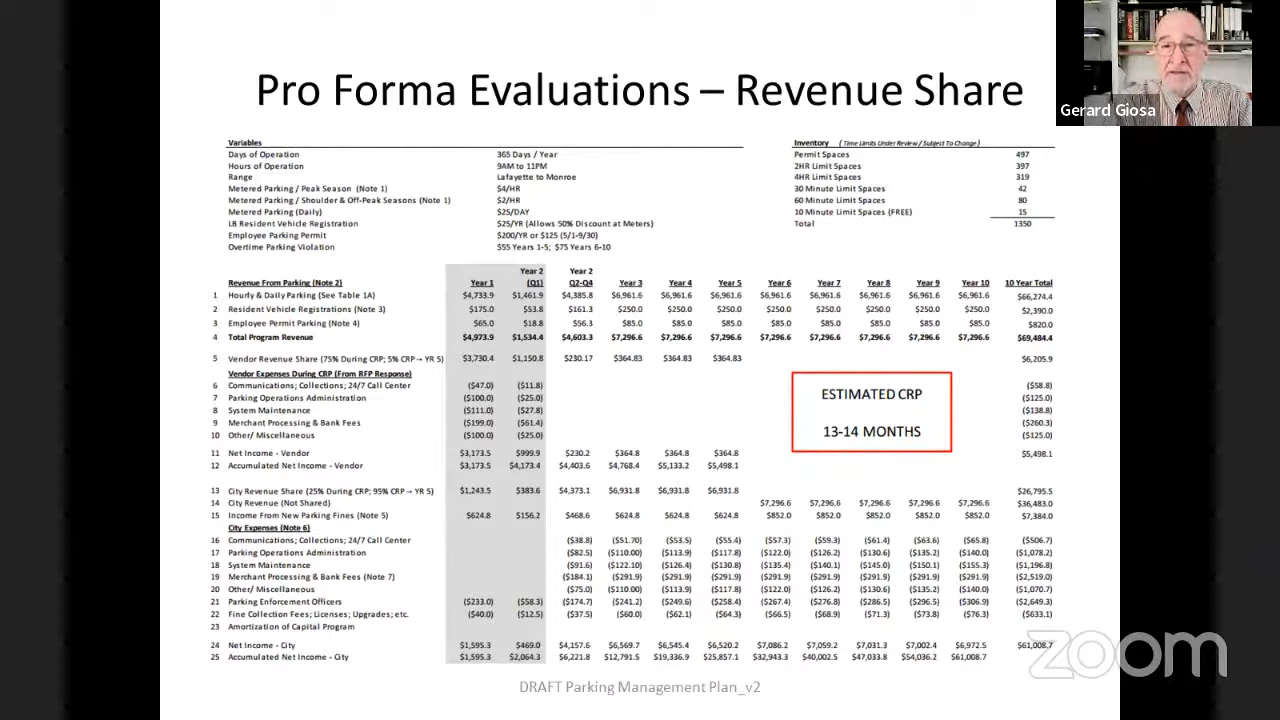 Pro Forma Evaluations – Revenue Share
Gerard Giosa
Variables
Days of Operation 365 Days / Year
Hours of Operation 9AM to 11PM
Range Lafayette to Monroe
Metered Parking / Peak Season (Note 1) $4/HR
Metered Parking / Shoulder & Off-Peak Seasons (Note 1) $2/HR
Metered Parking (Daily) $25/DAY
LB Resident Vehicle Registration $25/YR (Allows 50% Discount at Meters)
Employee Parking Permit $200/YR or $125 (5/1-9/30)
Overtime Parking Violation $55 Years 1-5; $75 Years 6-10
Inventory (Time Limits Under Review / Subject To Change)
Permit Spaces 497
2HR Limit Spaces 397
4HR Limit Spaces 319
30 Minute Limit Spaces 42
60 Minute Limit Spaces 80
10 Minute Limit Spaces (FREE) 15
Total 1350
Year 2 Year 2
Revenue From Parking (Note 2) Year 1 (Q1) Q2-Q4 Year 3 Year 4 Year 5 Year 6 Year 7 Year 8 Year 9 Year 10 10 Year Total
1 Hourly & Daily Parking (See Table 1A) $4,733.9 $1,461.9 $4,385.8 $6,961.6 $6,961.6 $6,961.6 $6,961.6 $6,961.6 $6,961.6 $6,961.6 $6,961.6 $66,274.4
2 Resident Vehicle Registrations (Note 3) $175.0 $53.8 $161.3 $250.0 $250.0 $250.0 $250.0 $250.0 $250.0 $250.0 $250.0 $2,390.0
3 Employee Permit Parking (Note 4) $65.0 $18.8 $56.3 $85.0 $85.0 $85.0 $85.0 $85.0 $85.0 $85.0 $85.0 $820.0
4 Total Program Revenue $4,973.9 $1,534.4 $4,603.3 $7,296.6 $7,296.6 $7,296.6 $7,296.6 $7,296.6 $7,296.6 $7,296.6 $7,296.6 $69,484.4
5 Vendor Revenue Share (75% During CRP; 5% CRP → YR 5) $3,730.4 $1,150.8 $230.17 $364.83 $364.83 $364.83 $6,205.9
Vendor Expenses During CRP (From RFP Response)
6 Communications; Collections; 24/7 Call Center ($47.0) ($11.8) ($58.8)
7 Parking Operations Administration ($100.0) ($25.0) ($125.0)
8 System Maintenance ($111.0) ($27.8) ($138.8)
9 Merchant Processing & Bank Fees ($199.0) ($61.4) ($260.3)
10 Other/ Miscellaneous ($100.0) ($25.0) ($125.0)
ESTIMATED CRP
13-14 MONTHS
11 Net Income - Vendor $3,173.5 $999.9 $230.2 $364.8 $364.8 $364.8 $5,498.1
12 Accumulated Net Income - Vendor $3,173.5 $4,173.4 $4,403.6 $4,768.4 $5,133.2 $5,498.1
13 City Revenue Share (25% During CRP; 95% CRP → YR 5) $1,243.5 $383.6 $4,373.1 $6,931.8 $6,931.8 $6,931.8 $26,795.5
14 City Revenue (Not Shared) $7,296.6 $7,296.6 $7,296.6 $7,296.6 $7,296.6 $36,483.0
15 Income From New Parking Fines (Note 5) $624.8 $156.2 $468.6 $624.8 $624.8 $624.8 $852.0 $852.0 $852.0 $852.0 $852.0 $7,384.0
City Expenses (Note 6)
16 Communications; Collections; 24/7 Call Center ($38.8) ($51.70) ($53.5) ($55.4) ($57.3) ($59.3) ($61.4) ($63.6) ($65.8) ($506.7)
17 Parking Operations Administration ($82.5) ($110.00) ($113.9) ($117.8) ($122.0) ($126.2) ($130.6) ($135.2) ($140.0) ($1,078.2)
18 System Maintenance ($91.6) ($122.10) ($126.4) ($130.8) ($135.4) ($140.1) ($145.0) ($150.1) ($155.3) ($1,196.8)
19 Merchant Processing & Bank Fees (Note 7) ($184.1) ($291.9) ($291.9) ($291.9) ($291.9) ($291.9) ($291.9) ($291.9) ($291.9) ($2,519.0)
20 Other/ Miscellaneous ($75.0) ($110.00) ($113.9) ($117.8) ($122.0) ($126.2) ($130.6) ($135.2) ($140.0) ($1,070.7)
21 Parking Enforcement Officers ($233.0) ($58.3) ($174.7) ($241.2) ($249.6) ($258.4) ($267.4) ($276.8) ($286.5) ($296.5) ($306.9) ($2,649.3)
22 Fine Collection Fees; Licenses; Upgrades; etc. ($40.0) ($12.5) ($37.5) ($60.0) ($62.1) ($64.3) ($66.5) ($68.9) ($71.3) ($73.8) ($76.3) ($633.1)
23 Amortization of Capital Program
24 Net Income - City $1,595.3 $469.0 $4,157.6 $6,569.7 $6,545.4 $6,520.2 $7,086.2 $7,059.2 $7,031.3 $7,002.4 $6,972.5 $61,008.7
25 Accumulated Net Income - City $1,595.3 $2,064.3 $6,221.8 $12,791.5 $19,336.9 $25,857.1 $32,943.3 $40,002.5 $47,033.8 $54,036.2 $61,008.7
zoom
DRAFT Parking Management Plan_v2